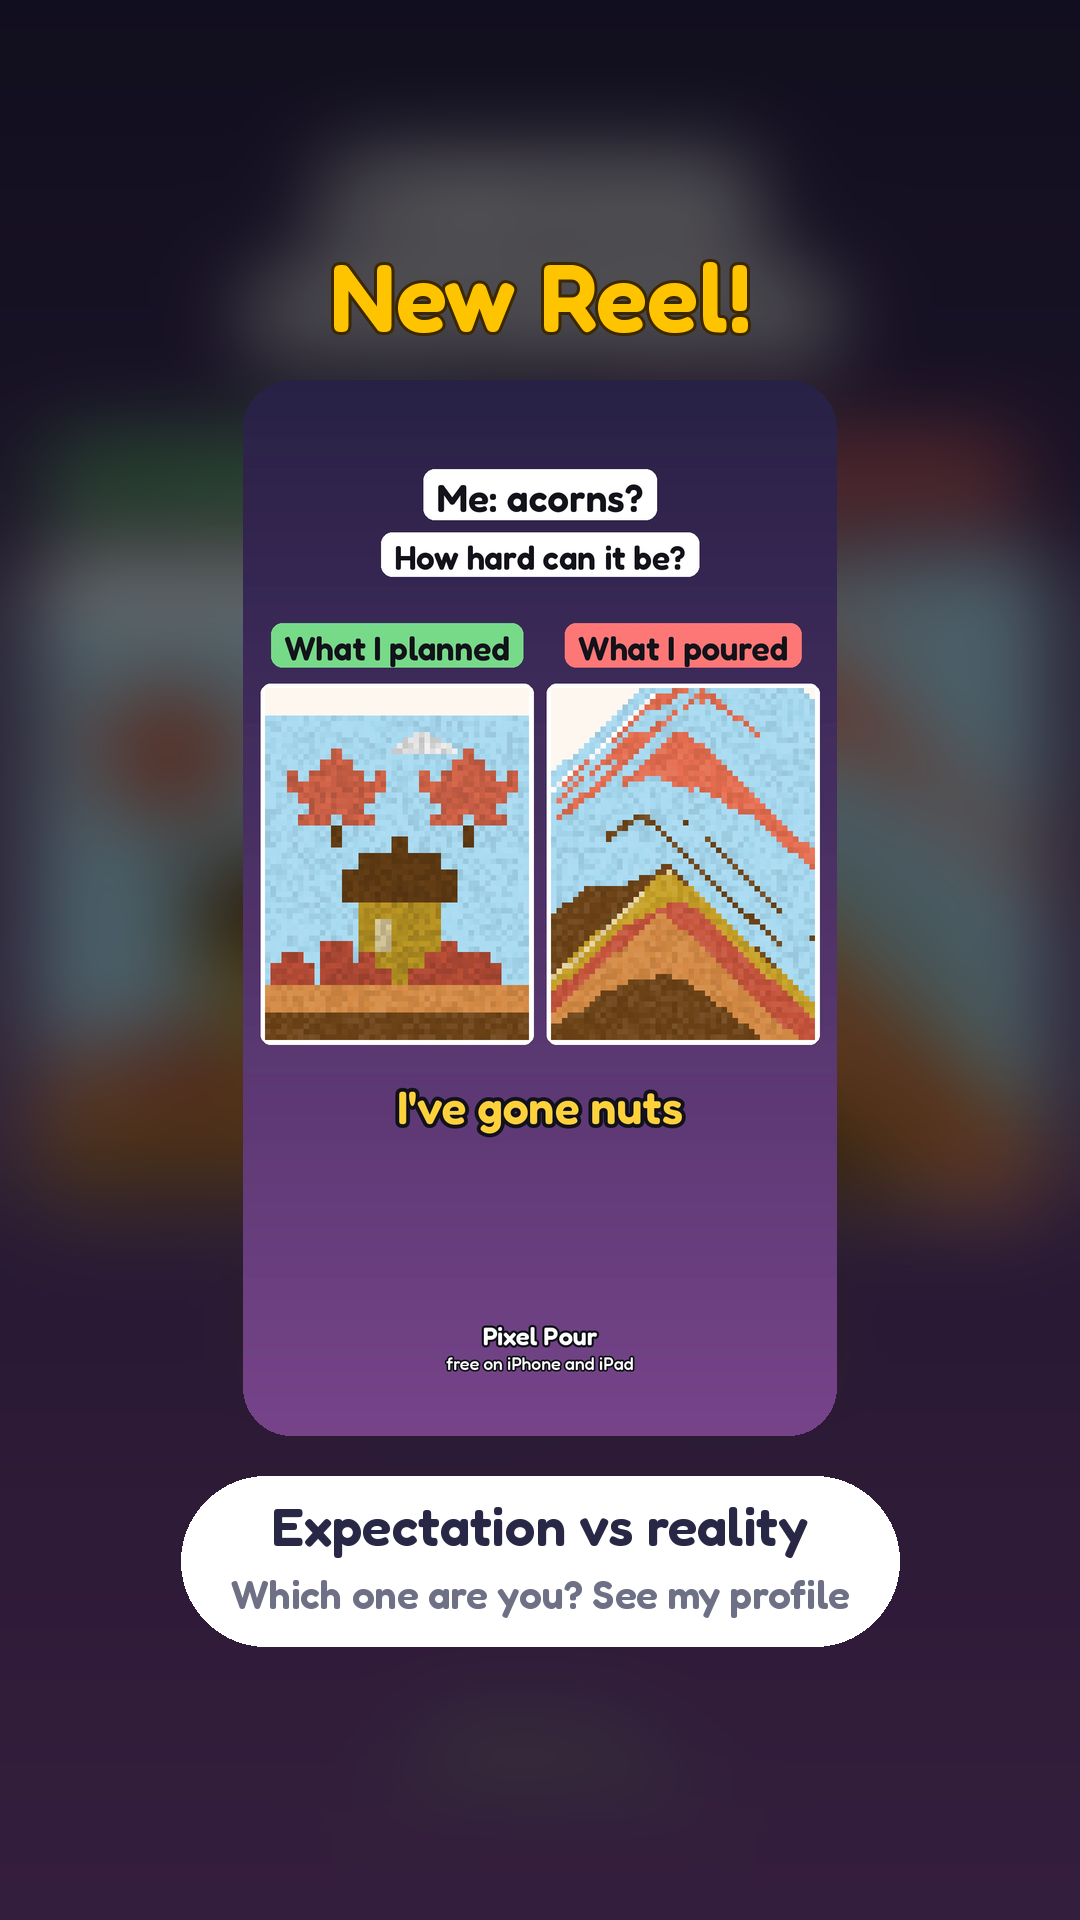 New Reel!
Me: acorns?
How hard can it be?
What I planned
What I poured
I've gone nuts
Pixel Pour
free on iPhone and iPad
Expectation vs reality
Which one are you? See my profile